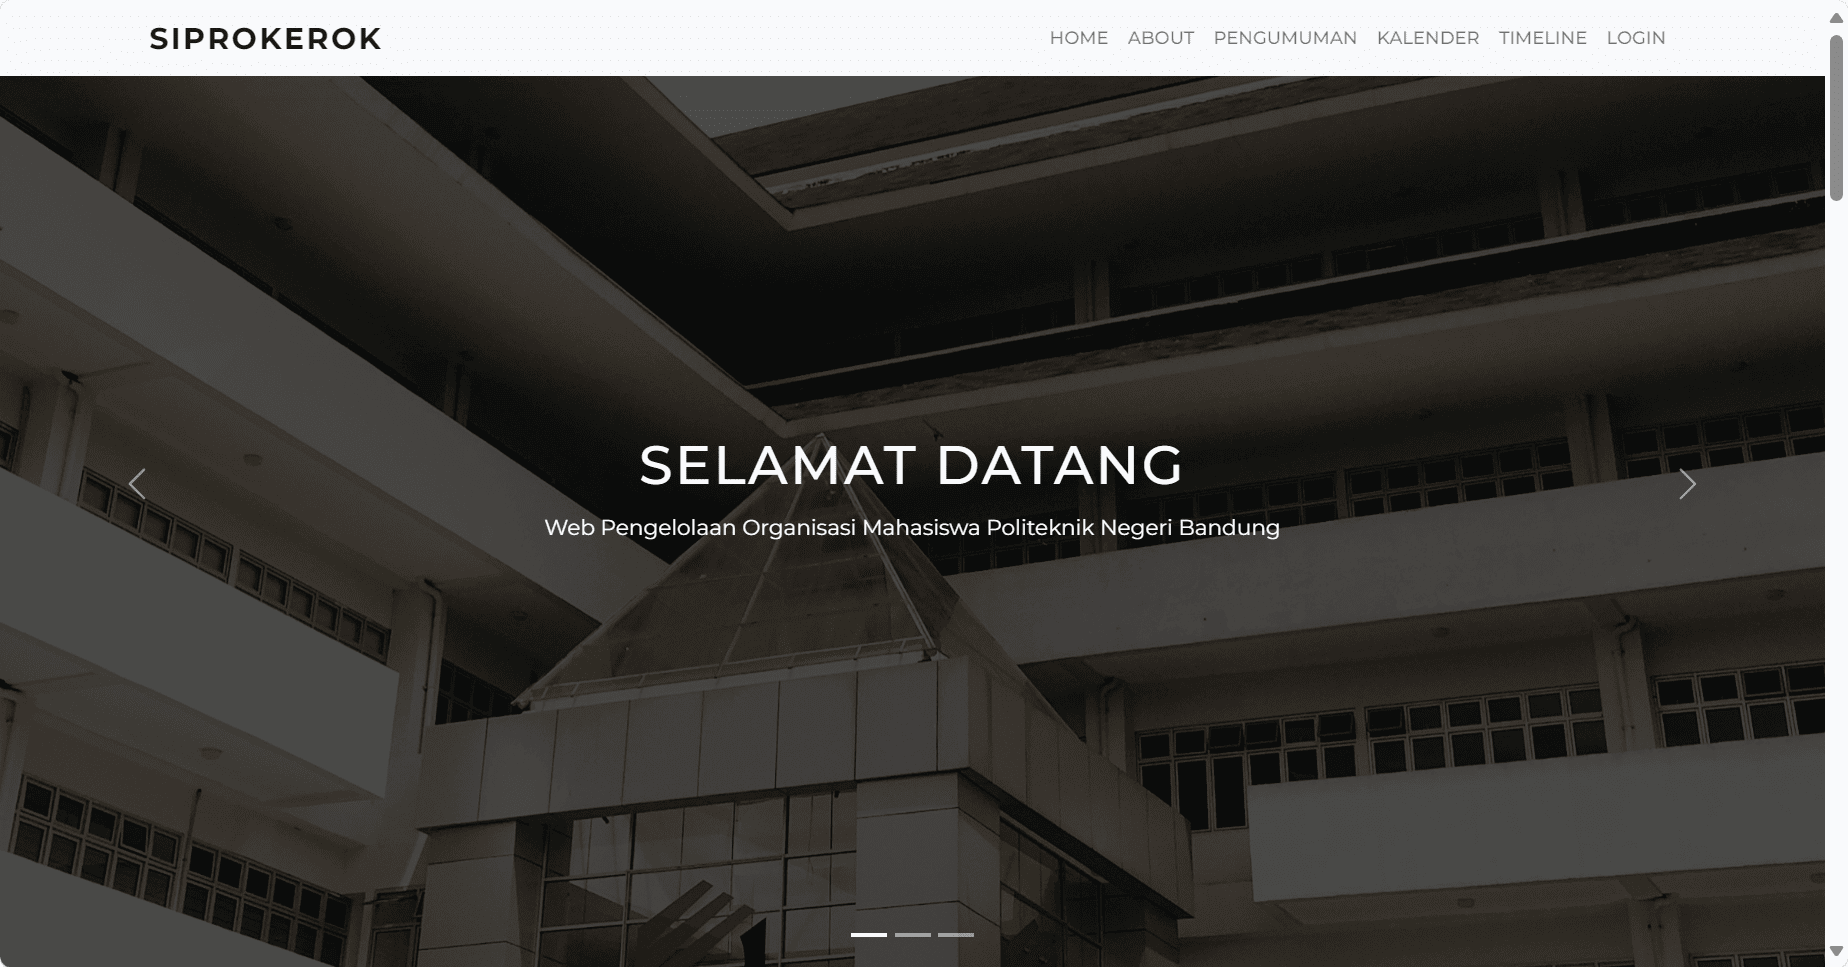 SIPROKEROK
HOME ABOUT PENGUMUMAN KALENDER TIMELINE LOGIN
SELAMAT DATANG
Web Pengelolaan Organisasi Mahasiswa Politeknik Negeri Bandung